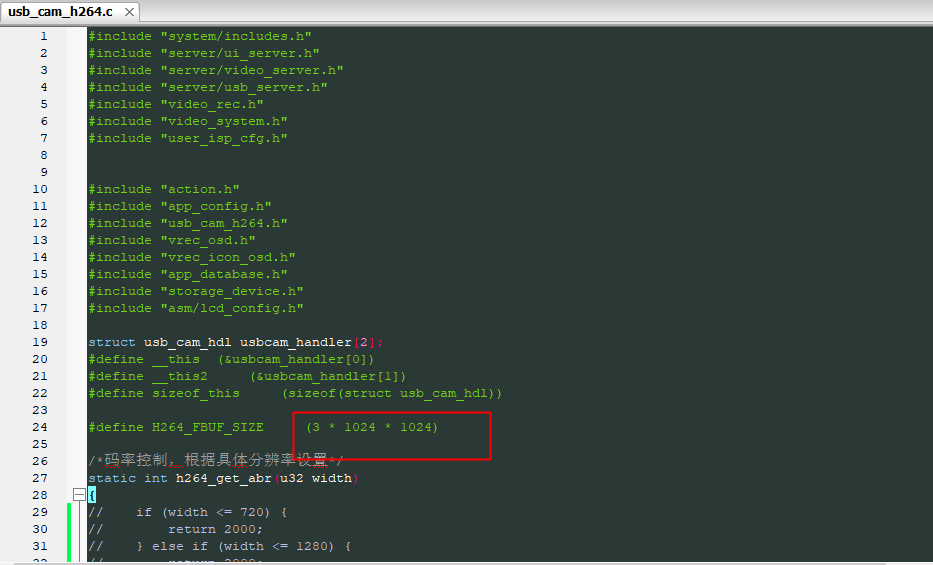 usb_cam_h264.c ×
1 #include "system/includes.h"
2 #include "server/ui_server.h"
3 #include "server/video_server.h"
4 #include "server/usb_server.h"
5 #include "video_rec.h"
6 #include "video_system.h"
7 #include "user_isp_cfg.h"
8
9
10 #include "action.h"
11 #include "app_config.h"
12 #include "usb_cam_h264.h"
13 #include "vrec_osd.h"
14 #include "vrec_icon_osd.h"
15 #include "app_database.h"
16 #include "storage_device.h"
17 #include "asm/lcd_config.h"
18
19 struct usb_cam_hdl usbcam_handler[2];
20 #define __this (&usbcam_handler[0])
21 #define __this2 (&usbcam_handler[1])
22 #define sizeof_this (sizeof(struct usb_cam_hdl))
23
24 #define H264_FBUF_SIZE (3 * 1024 * 1024)
25
26 /*码率控制, 根据具体分辨率设置*/
27 static int h264_get_abr(u32 width)
28 {
29 // if (width <= 720) {
30 // return 2000;
31 // } else if (width <= 1280) {